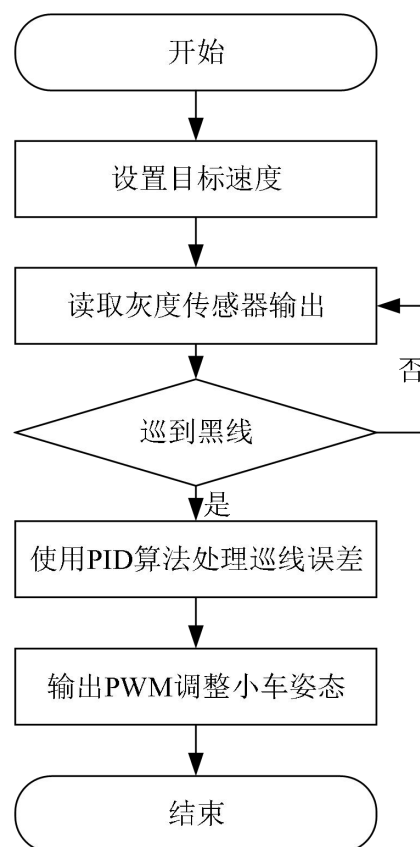 开始
设置目标速度
读取灰度传感器输出
否
巡到黑线
是
使用PID算法处理巡线误差
输出PWM调整小车姿态
结束